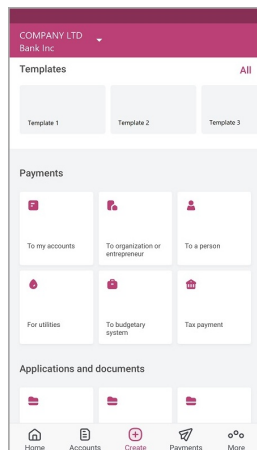 COMPANY LTD
Bank Inc
Templates
All
Template 1
Template 2
Template 3
Payments
To my accounts
To organization or
entrepreneur
To a person
For utilities
To budgetary
system
Tax payment
Applications and documents
Home
Accounts
Create
Payments
More